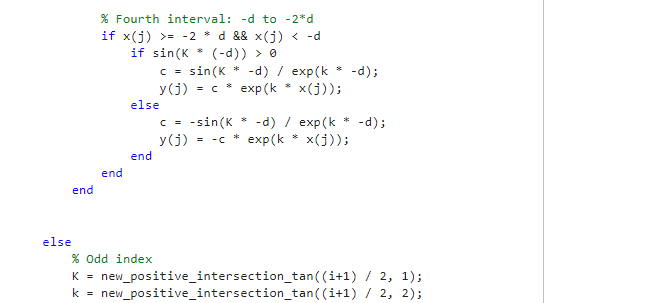 % Fourth interval: -d to -2*d
if x(j) >= -2 * d && x(j) < -d
if sin(K * (-d)) > 0
c = sin(K * -d) / exp(k * -d);
y(j) = c * exp(k * x(j));
else
c = -sin(K * -d) / exp(k * -d);
y(j) = -c * exp(k * x(j));
end
end
end
else
% Odd index
K = new_positive_intersection_tan((i+1) / 2, 1);
k = new_positive_intersection_tan((i+1) / 2, 2);